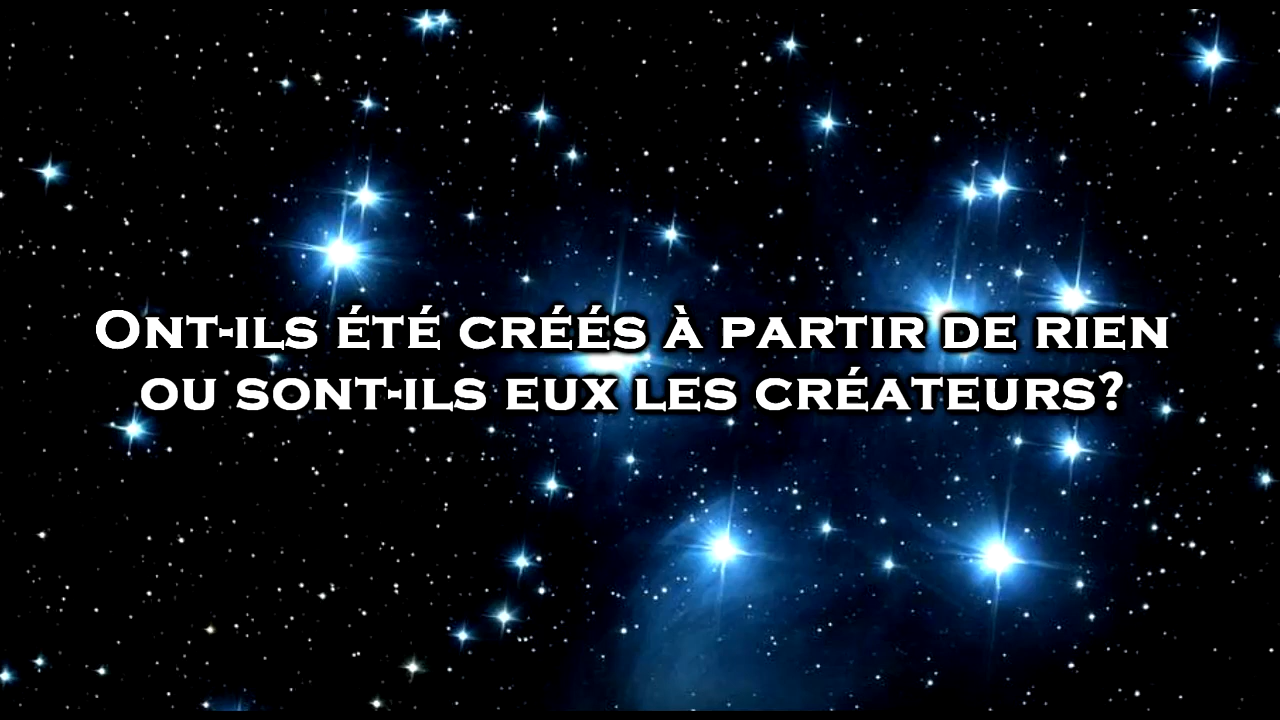 Ont-ils été créés à partir de rien
ou sont-ils eux les créateurs?